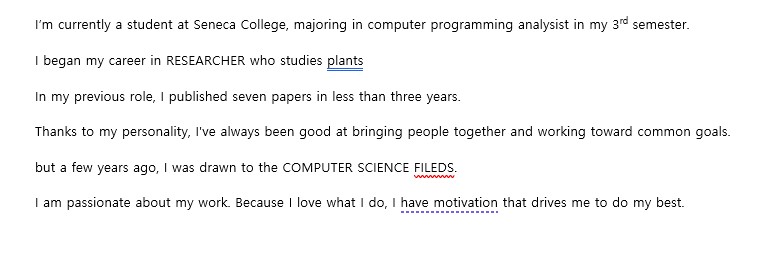 I'm currently a student at Seneca College, majoring in computer programming analysist in my 3rd semester.
I began my career in RESEARCHER who studies plants
In my previous role, I published seven papers in less than three years.
Thanks to my personality, I've always been good at bringing people together and working toward common goals.
but a few years ago, I was drawn to the COMPUTER SCIENCE FILEDS.
I am passionate about my work. Because I love what I do, I have motivation that drives me to do my best.